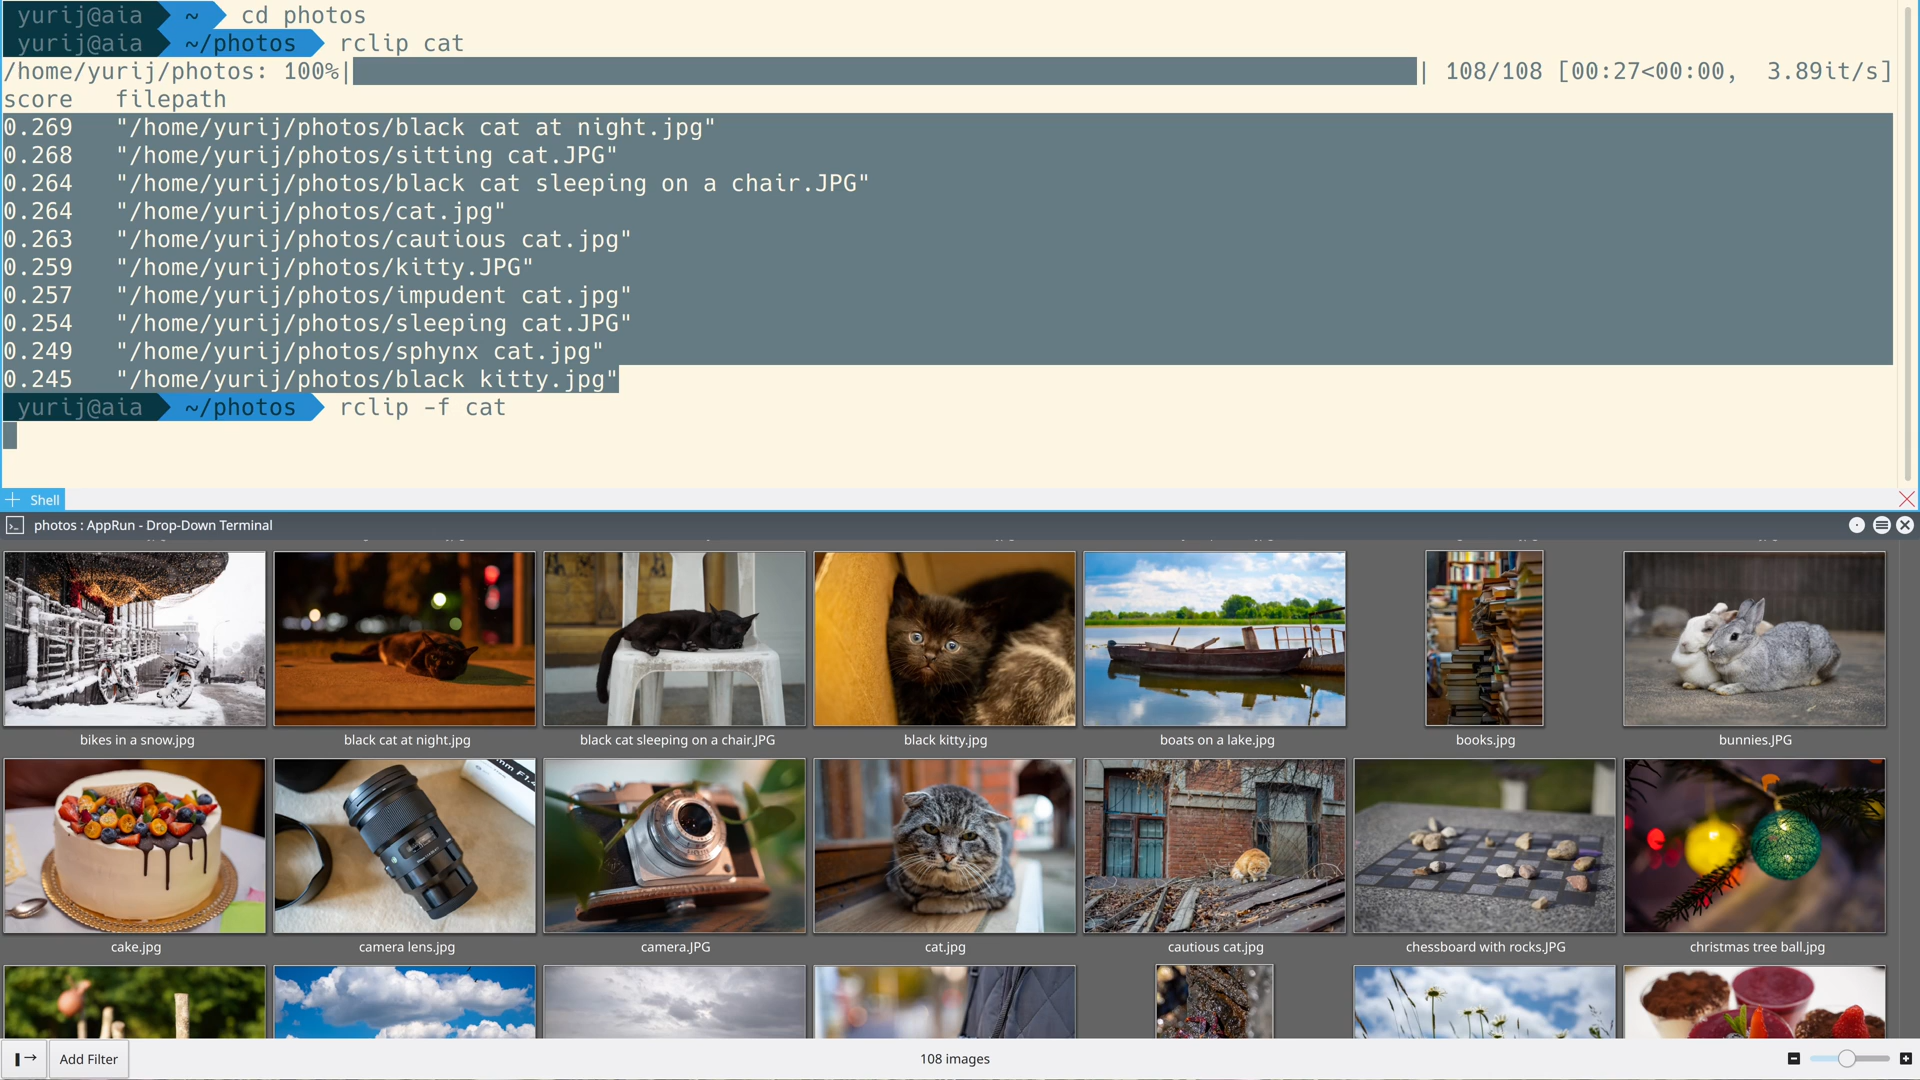 yurij@aia ~ cd photos
yurij@aia ~/photos rclip cat
/home/yurij/photos: 100%| | 108/108 [00:27<00:00, 3.89it/s]
score filepath
0.269 "/home/yurij/photos/black cat at night.jpg"
0.268 "/home/yurij/photos/sitting cat.JPG"
0.264 "/home/yurij/photos/black cat sleeping on a chair.JPG"
0.264 "/home/yurij/photos/cat.jpg"
0.263 "/home/yurij/photos/cautious cat.jpg"
0.259 "/home/yurij/photos/kitty.JPG"
0.257 "/home/yurij/photos/impudent cat.jpg"
0.254 "/home/yurij/photos/sleeping cat.JPG"
0.249 "/home/yurij/photos/sphynx cat.jpg"
0.245 "/home/yurij/photos/black kitty.jpg"
yurij@aia ~/photos rclip -f cat
Shell
photos : AppRun - Drop-Down Terminal
bikes in a snow.jpg
black cat at night.jpg
black cat sleeping on a chair.JPG
black kitty.jpg
boats on a lake.jpg
books.jpg
bunnies.JPG
cake.jpg
camera lens.jpg
camera.JPG
cat.jpg
cautious cat.jpg
chessboard with rocks.JPG
christmas tree ball.jpg
Add Filter
108 images